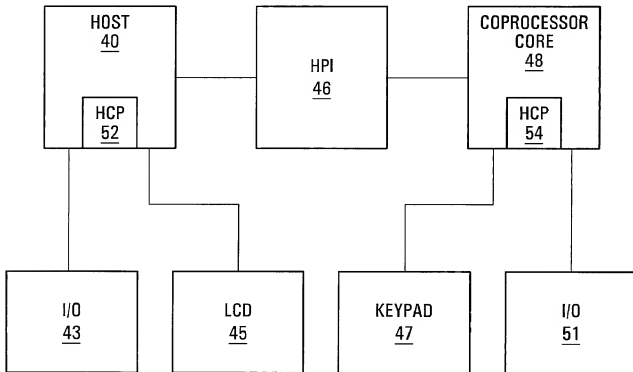 HOST
40
HCP
52
HPI
46
COPROCESSOR
CORE
48
HCP
54
I/O
43
LCD
45
KEYPAD
47
I/O
51